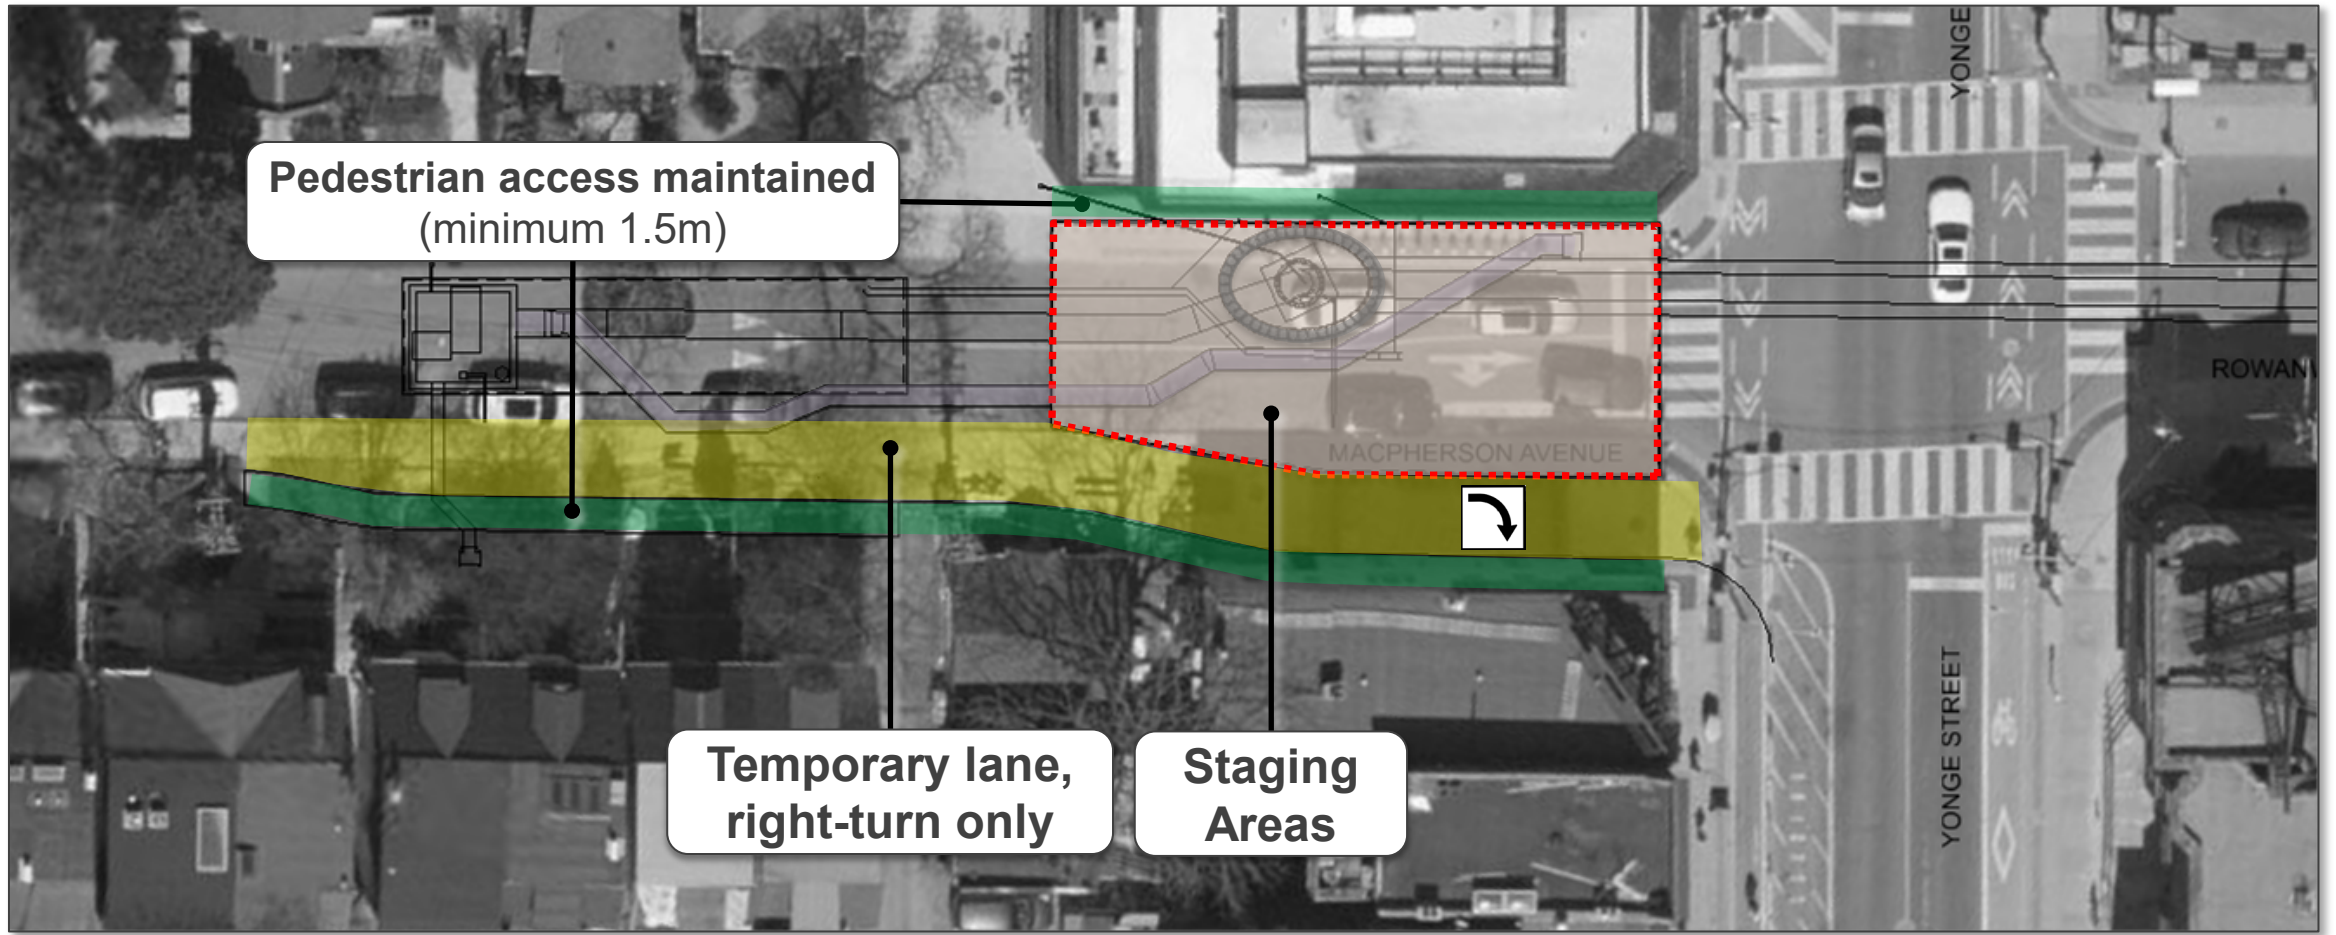 YONGE
Pedestrian access maintained
(minimum 1.5m)
ROWAN
MACPHERSON AVENUE
YONGE STREET
Temporary lane,
right-turn only
Staging
Areas